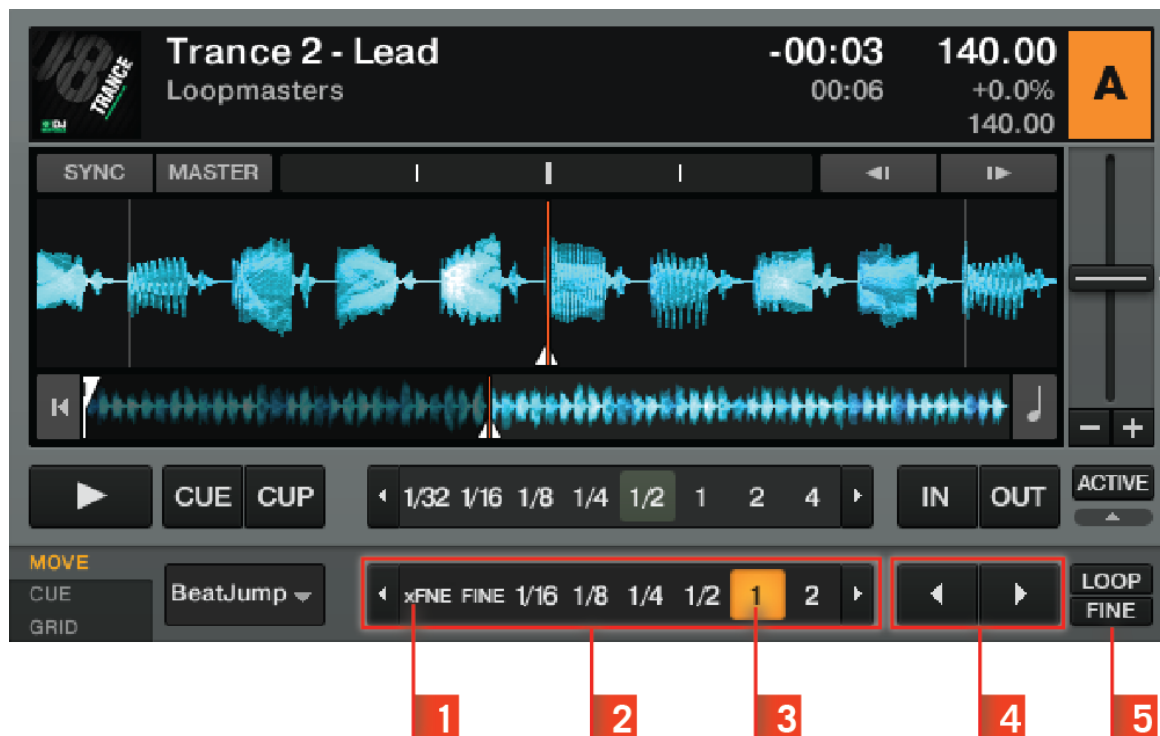 18 TRANCE
DJ
Trance 2 - Lead
Loopmasters
-00:03
00:06
140.00
+0.0%
140.00
A
SYNC MASTER
- +
CUE CUP
1/32 1/16 1/8 1/4 1/2 1 2 4
IN OUT
ACTIVE
MOVE
CUE
GRID
BeatJump
xFNE FINE 1/16 1/8 1/4 1/2 1 2
LOOP
FINE
1 2 3 4 5